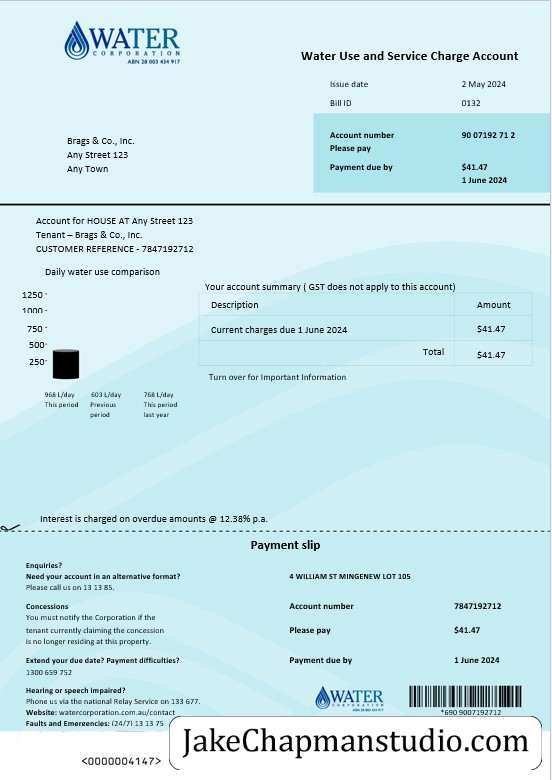 WATER
CORPORATION
ABN 28 003 434 917
Water Use and Service Charge Account
Issue date 2 May 2024
Bill ID 0132
Account number 90 07192 71 2
Please pay
Payment due by $41.47
1 June 2024
Brags & Co., Inc.
Any Street 123
Any Town
Account for HOUSE AT Any Street 123
Tenant – Brags & Co., Inc.
CUSTOMER REFERENCE - 7847192712
Daily water use comparison
1250
1000
750
500
250
968 L/day 603 L/day 768 L/day
This period Previous This period
period last year
Your account summary ( GST does not apply to this account)
Description Amount
Current charges due 1 June 2024 $41.47
Total $41.47
Turn over for Important Information
Interest is charged on overdue amounts @ 12.38% p.a.
Payment slip
Enquiries?
Need your account in an alternative format?
Please call us on 13 13 85.
Concessions
You must notify the Corporation if the
tenant currently claiming the concession
is no longer residing at this property.
Extend your due date? Payment difficulties?
1300 659 752
Hearing or speech impaired?
Phone us via the national Relay Service on 133 677.
Website: watercorporation.com.au/contact
Faults and Emergencies: (24/7) 13 13 75
4 WILLIAM ST MINGENEW LOT 105
Account number 7847192712
Please pay $41.47
Payment due by 1 June 2024
WATER
CORPORATION
*690 9007192712
JakeChapmanstudio.com
<0000004147>